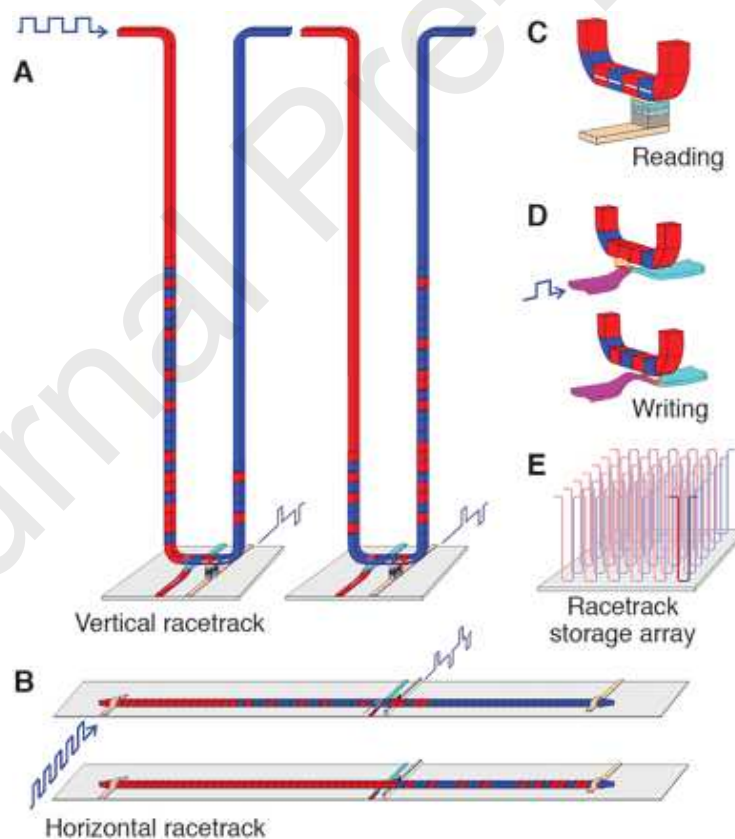 A
Vertical racetrack
B
Horizontal racetrack
C
Reading
D
Writing
E
Racetrack
storage array